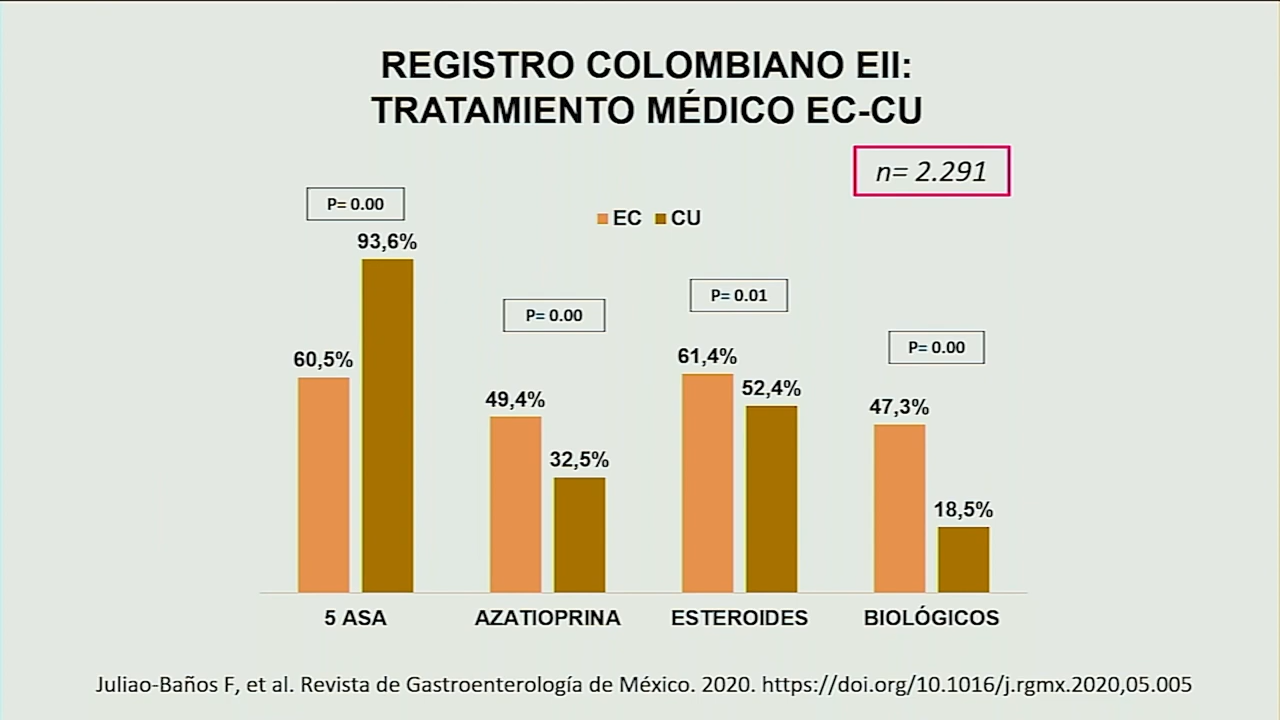 REGISTRO COLOMBIANO EII:
TRATAMIENTO MÉDICO EC-CU
n= 2.291
P= 0.00
EC CU
93,6%
P= 0.01
P= 0.00
P= 0.00
60,5%
61,4%
52,4%
49,4%
47,3%
32,5%
18,5%
5 ASA AZATIOPRINA ESTEROIDES BIOLÓGICOS
Juliao-Baños F, et al. Revista de Gastroenterología de México. 2020. https://doi.org/10.1016/j.rgmx.2020,05.005